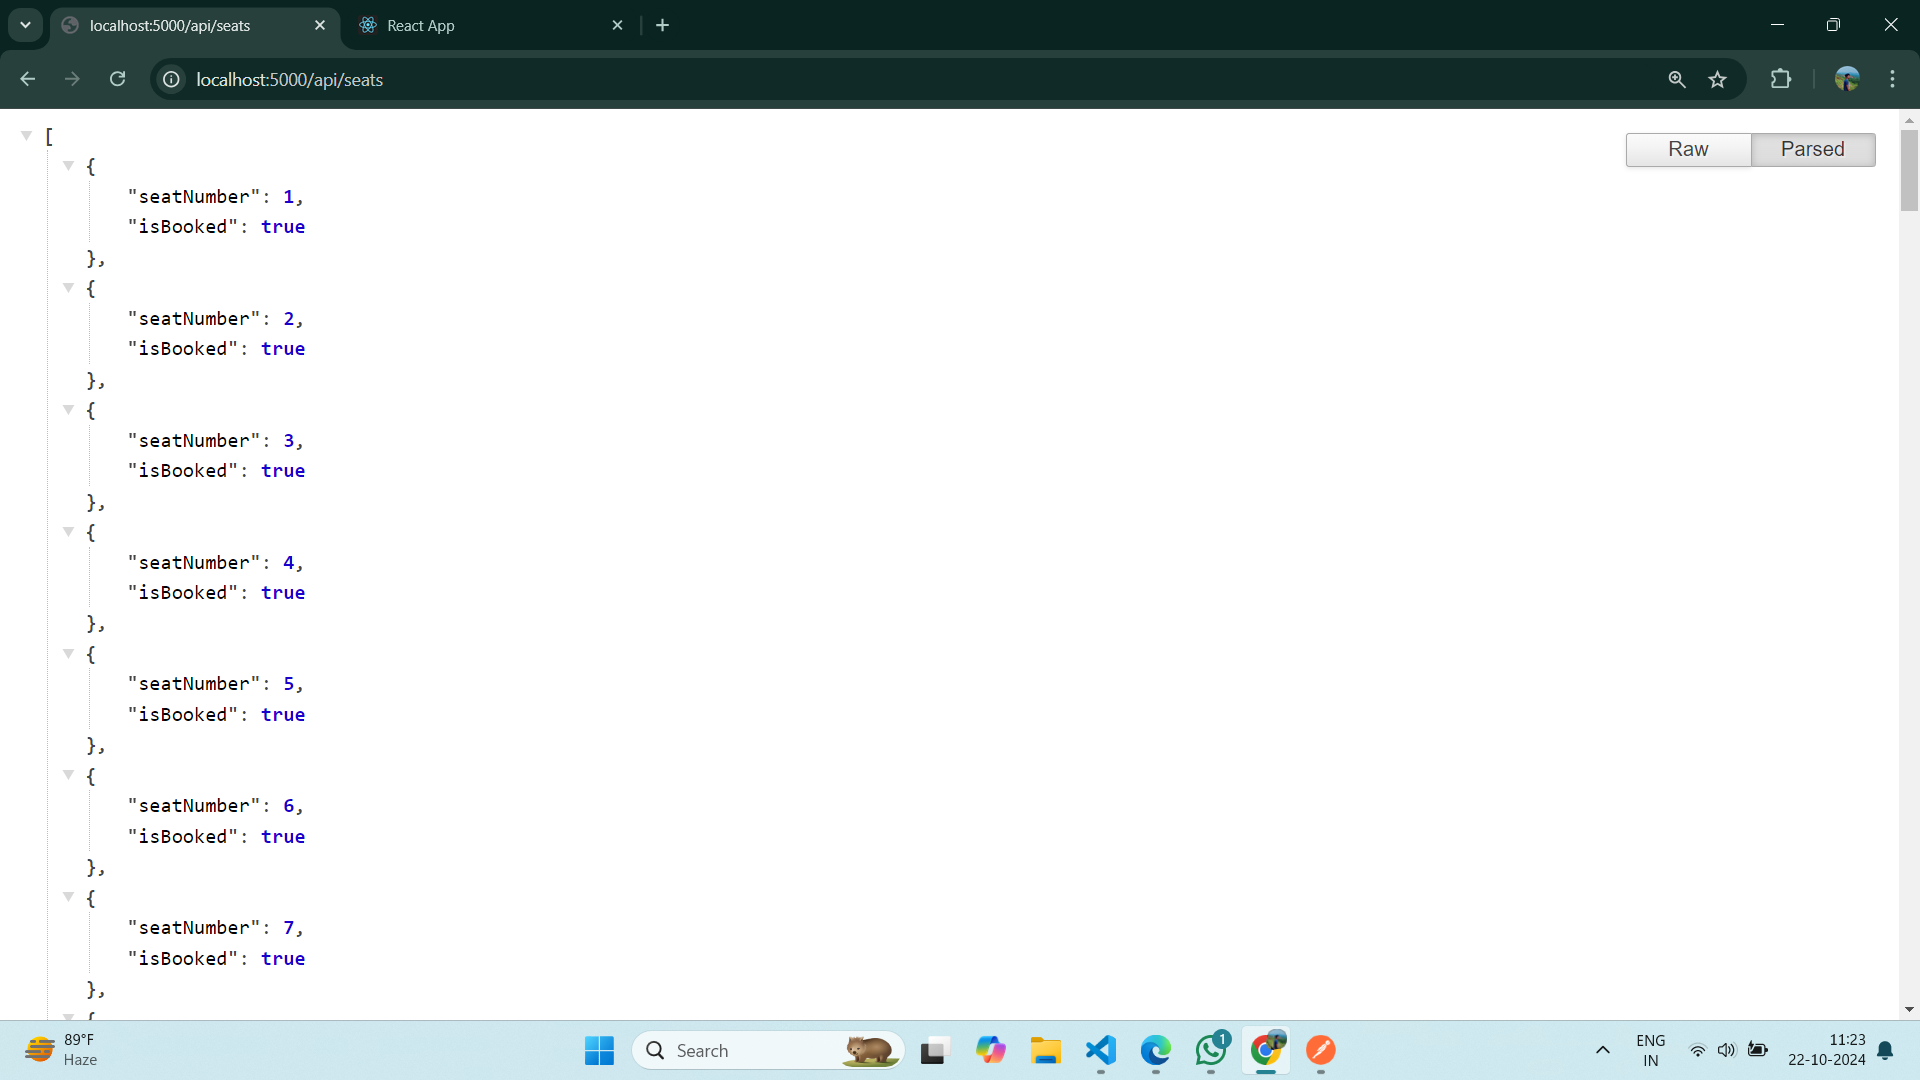 localhost:5000/api/seats
React App
localhost:5000/api/seats
Raw
Parsed
[
{
"seatNumber": 1,
"isBooked": true
},
{
"seatNumber": 2,
"isBooked": true
},
{
"seatNumber": 3,
"isBooked": true
},
{
"seatNumber": 4,
"isBooked": true
},
{
"seatNumber": 5,
"isBooked": true
},
{
"seatNumber": 6,
"isBooked": true
},
{
"seatNumber": 7,
"isBooked": true
},
{
89°F
Haze
Search
1
ENG
IN
11:23
22-10-2024